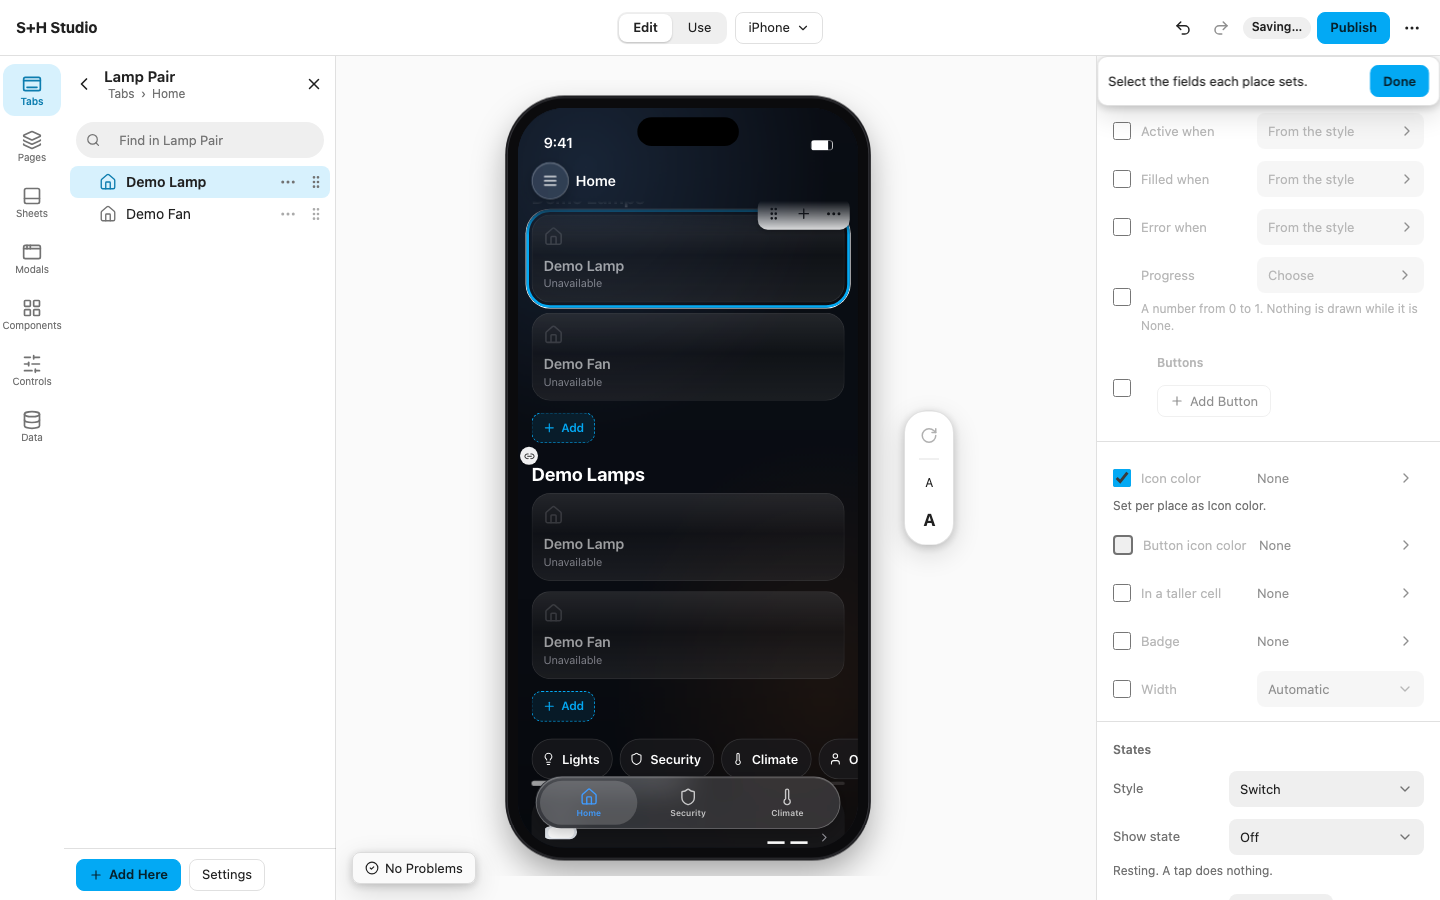 S+H Studio
Edit
Use
iPhone
Saving...
Publish
Tabs
Pages
Sheets
Modals
Components
Controls
Data
Lamp Pair
Tabs › Home
Find in Lamp Pair
Demo Lamp
Demo Fan
Add Here
Settings
9:41
Home
Demo Lamp
Unavailable
Demo Fan
Unavailable
Add
Demo Lamps
Demo Lamp
Unavailable
Demo Fan
Unavailable
Add
Lights
Security
Climate
O
Home
Security
Climate
No Problems
A
A
Select the fields each place sets.
Done
Active when
From the style
Filled when
From the style
Error when
From the style
Progress
Choose
A number from 0 to 1. Nothing is drawn while it is
None.
Buttons
Add Button
Icon color
None
Set per place as Icon color.
Button icon color
None
In a taller cell
None
Badge
None
Width
Automatic
States
Style
Switch
Show state
Off
Resting. A tap does nothing.